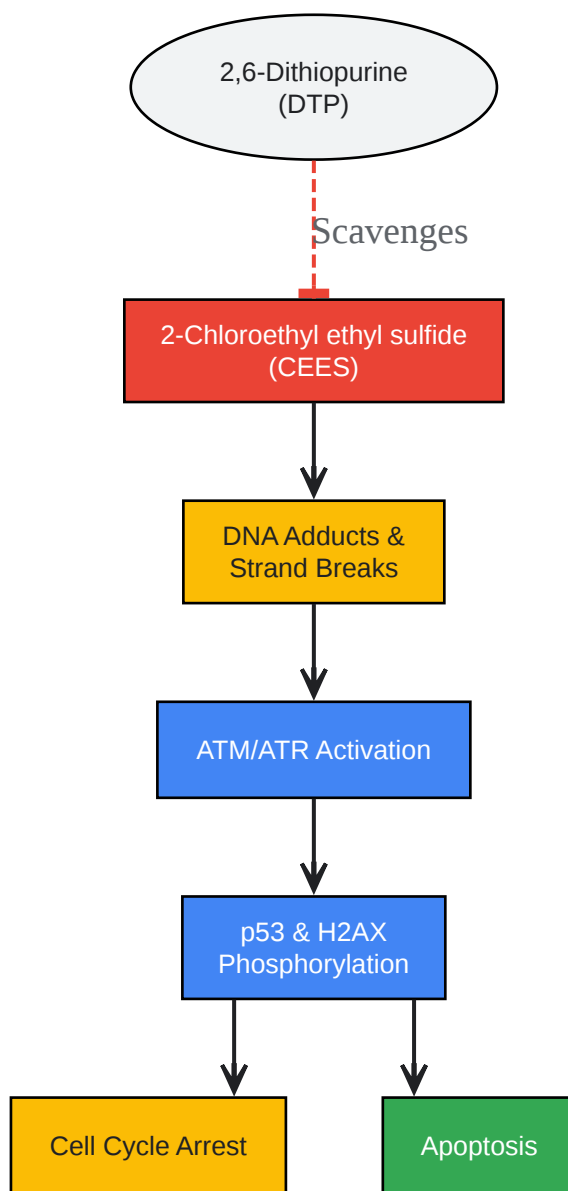 2,6-Dithiopurine
(DTP)
Scavenges
2-Chloroethyl ethyl sulfide
(CEES)
DNA Adducts &
Strand Breaks
ATM/ATR Activation
p53 & H2AX
Phosphorylation
Cell Cycle Arrest
Apoptosis